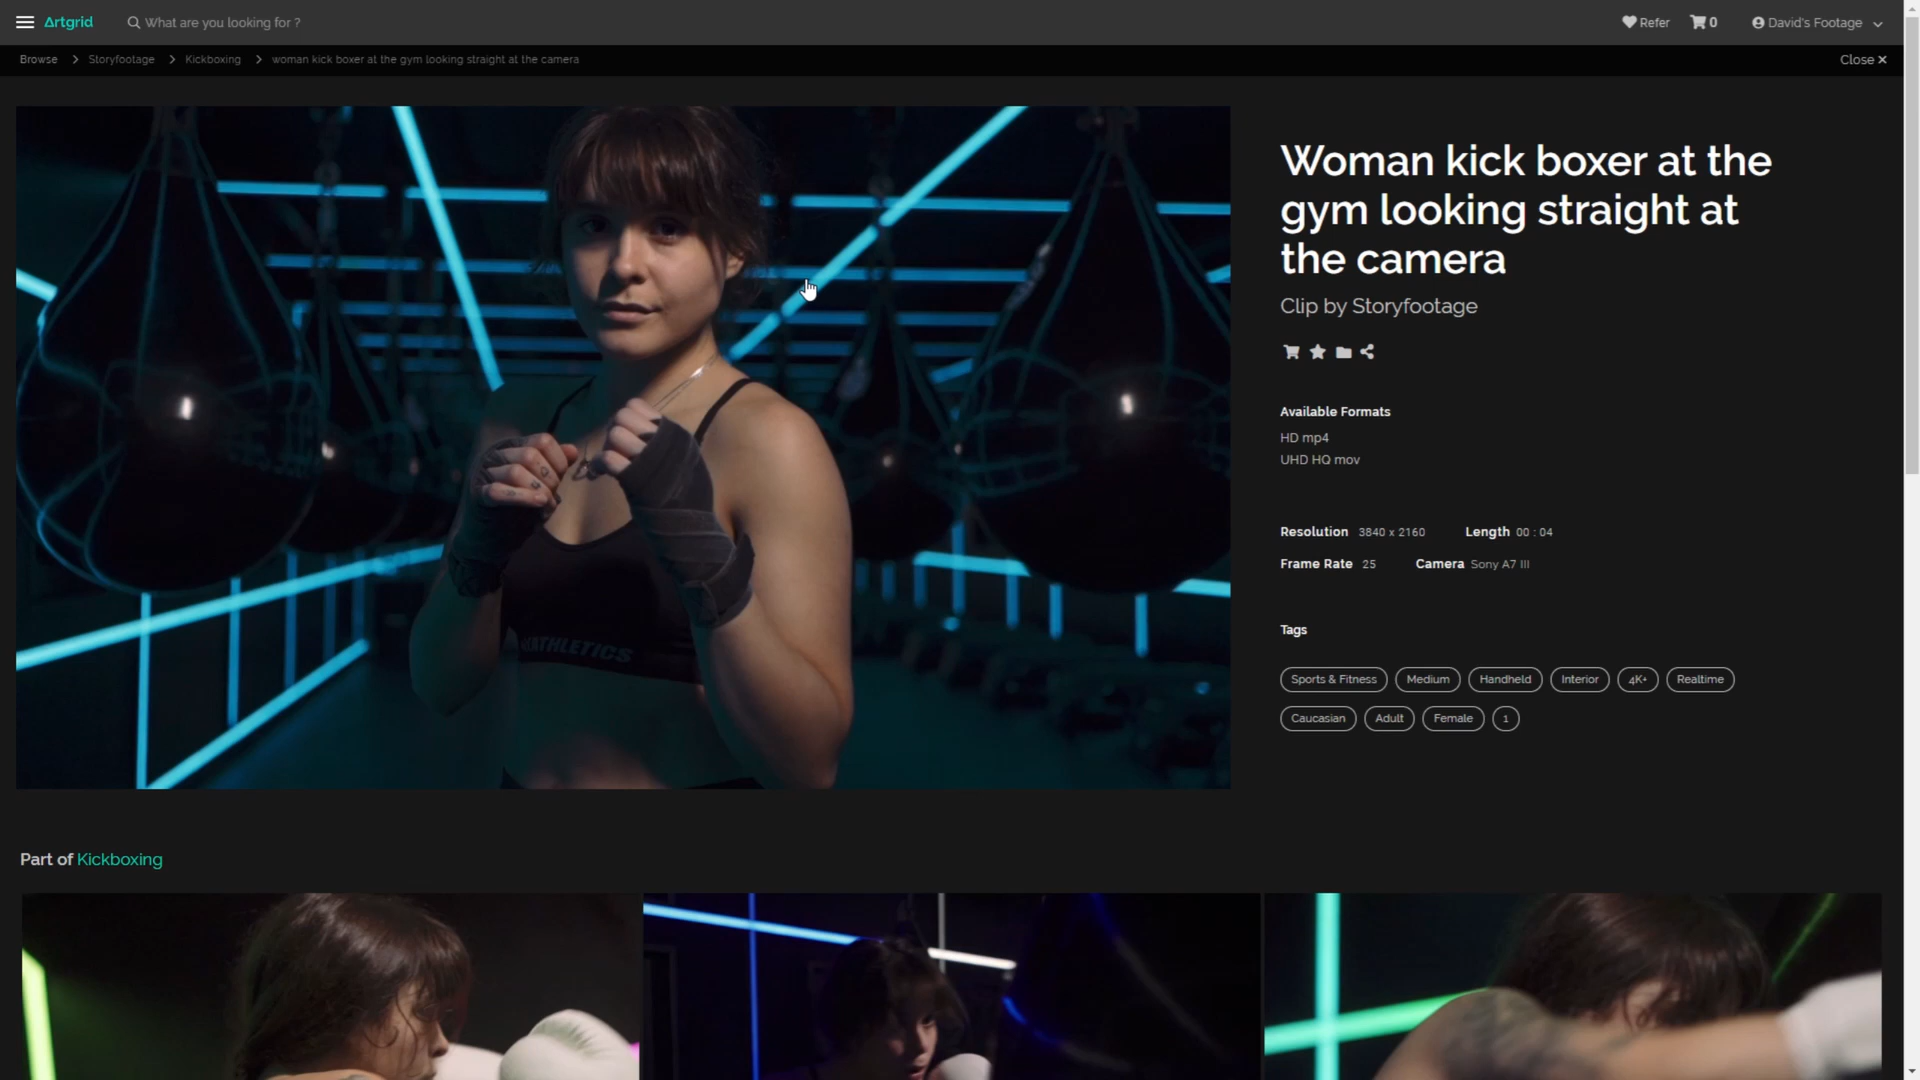 Artgrid
What are you looking for ?
Refer
0
David's Footage
Browse
Storyfootage
Kickboxing
woman kick boxer at the gym looking straight at the camera
Close ×
Woman kick boxer at the
gym looking straight at
the camera
Clip by Storyfootage
Available Formats
HD mp4
UHD HQ mov
Resolution 3840 x 2160 Length 00 : 04
Frame Rate 25 Camera Sony A7 III
Tags
Sports & Fitness Medium Handheld Interior 4K+ Realtime
Caucasian Adult Female 1
Part of Kickboxing